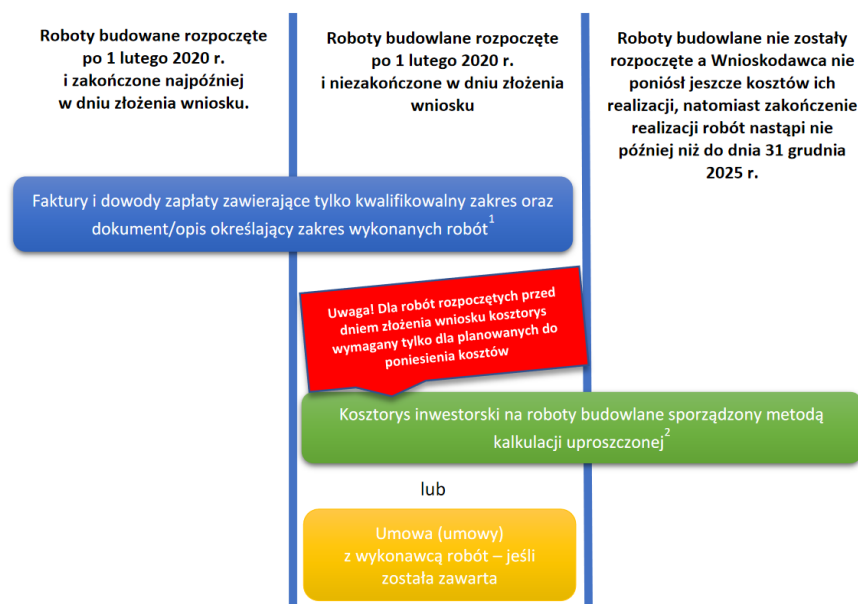 Roboty budowane rozpoczęte
po 1 lutego 2020 r.
i zakończone najpóźniej
w dniu złożenia wniosku.
Roboty budowlane rozpoczęte
po 1 lutego 2020 r.
i niezakończone w dniu złożenia
wniosku
Roboty budowlane nie zostały
rozpoczęte a Wnioskodawca nie
poniósł jeszcze kosztów ich
realizacji, natomiast zakończenie
realizacji robót nastąpi nie
później niż do dnia 31 grudnia
2025 r.
Faktury i dowody zapłaty zawierające tylko kwalifikowalny zakres oraz
dokument/opis określający zakres wykonanych robót¹
Uwaga! Dla robót rozpoczętych przed
dniem złożenia wniosku kosztorys
wymagany tylko dla planowanych do
poniesienia kosztów
Kosztorys inwestorski na roboty budowlane sporządzony metodą
kalkulacji uproszczonej²
lub
Umowa (umowy)
z wykonawcą robót – jeśli
została zawarta